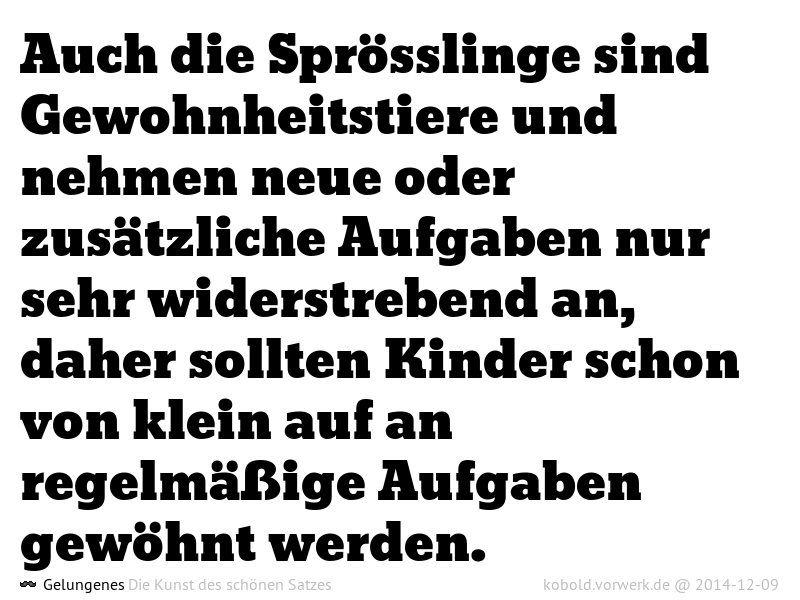 Auch die Sprösslinge sind
Gewohnheitstiere und
nehmen neue oder
zusätzliche Aufgaben nur
sehr widerstrebend an,
daher sollten Kinder schon
von klein auf an
regelmäßige Aufgaben
gewöhnt werden.
Gelungenes Die Kunst des schönen Satzes kobold.vorwerk.de @ 2014-12-09